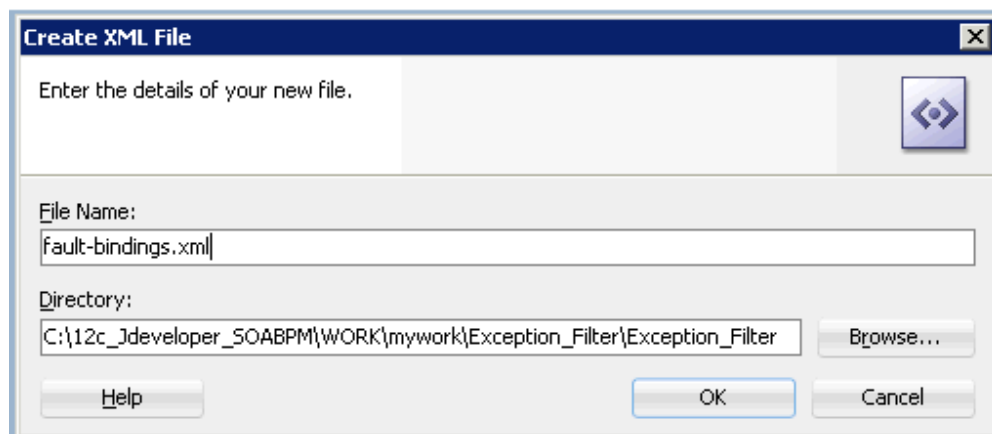 Create XML File
Enter the details of your new file.
File Name:
fault-bindings.xml
Directory:
C:\12c_Jdeveloper_SOABPM\WORK\mywork\Exception_Filter\Exception_Filter
Browse...
Help
OK
Cancel